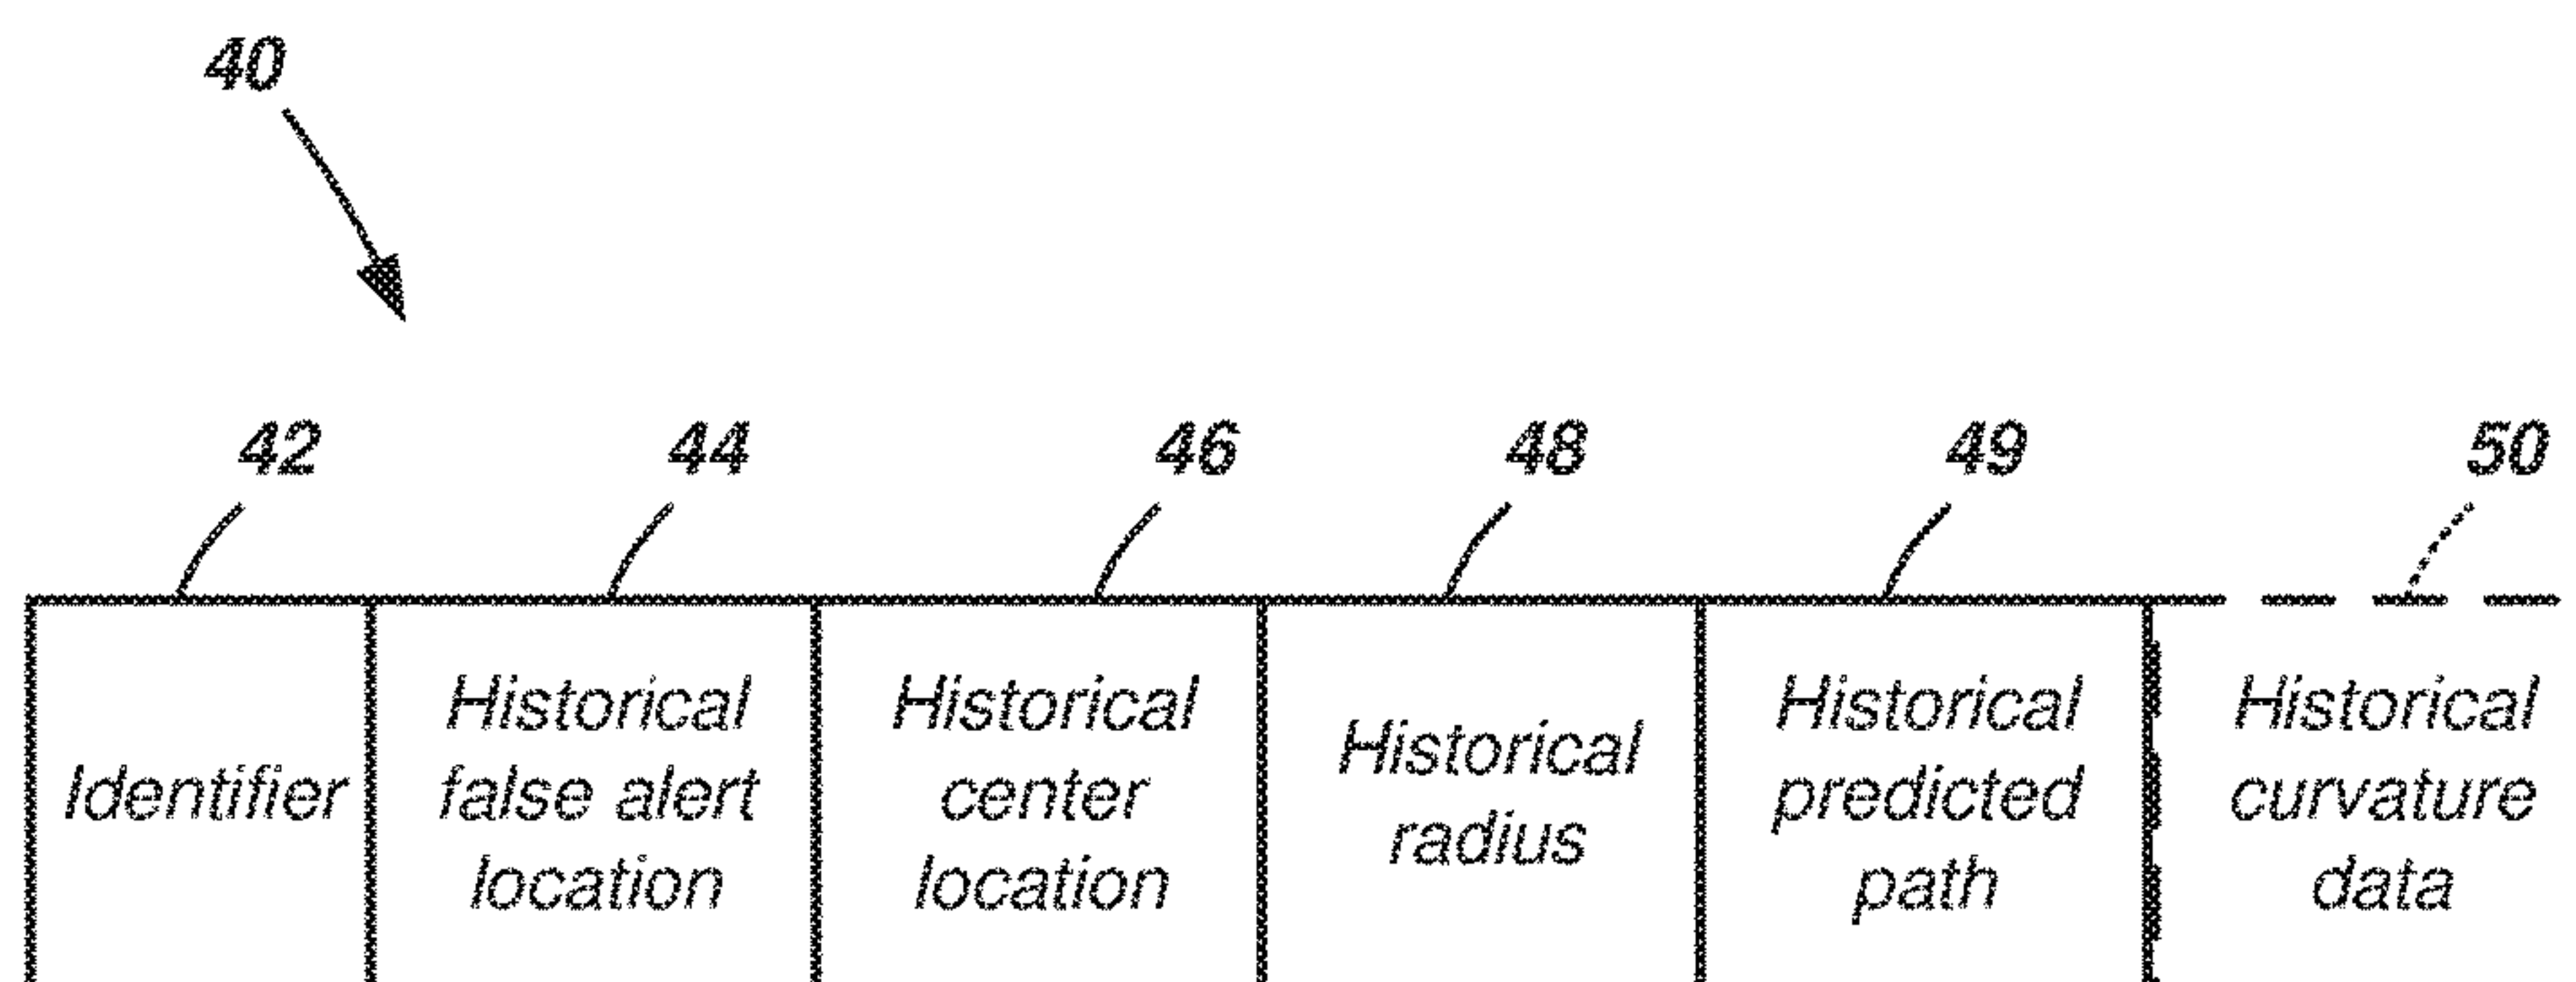 40
42 44 46 48 49 50
Identifier
Historical
false alert
location
Historical
center
location
Historical
radius
Historical
predicted
path
Historical
curvature
data